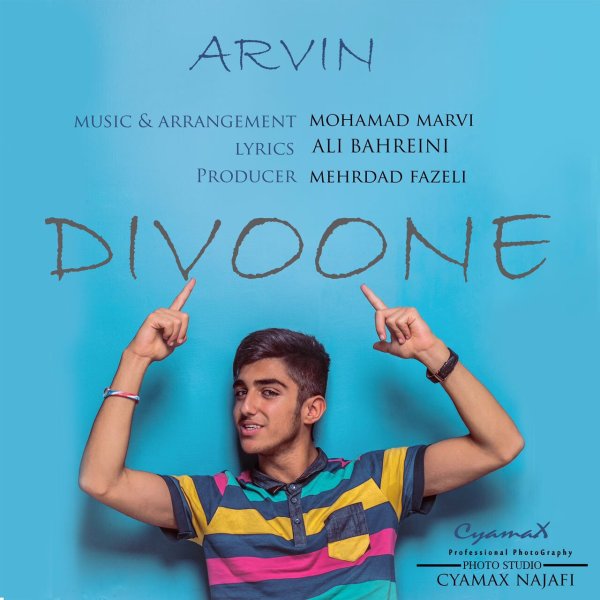 ARVIN
MUSIC & ARRANGEMENT MOHAMAD MARVI
LYRICS ALI BAHREINI
PRODUCER MEHRDAD FAZELI
DIVOONE
CyamaX
Professional PhotoGraphy
PHOTO STUDIO
CYAMAX NAJAFI